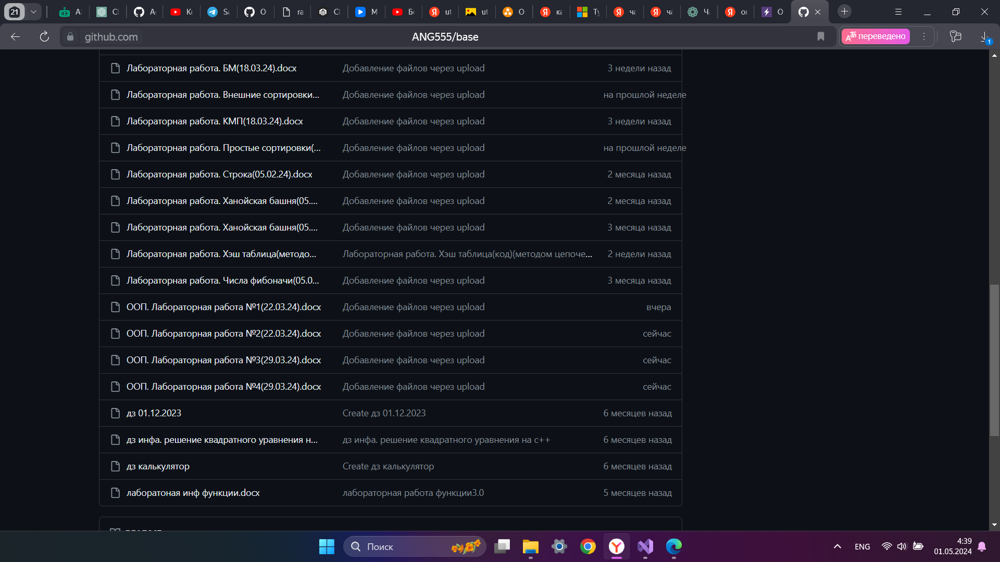 21
github.com
ANG555/base
переведено
1
Лабораторная работа. БМ(18.03.24).docx Добавление файлов через upload 3 недели назад
Лабораторная работа. Внешние сортировки... Добавление файлов через upload на прошлой неделе
Лабораторная работа. КМП(18.03.24).docx Добавление файлов через upload 3 недели назад
Лабораторная работа. Простые сортировки(... Добавление файлов через upload на прошлой неделе
Лабораторная работа. Строка(05.02.24).docx Добавление файлов через upload 2 месяца назад
Лабораторная работа. Ханойская башня(05.... Добавление файлов через upload 2 месяца назад
Лабораторная работа. Ханойская башня(05.... Добавление файлов через upload 3 месяца назад
Лабораторная работа. Хэш таблица(методо... Лабораторная работа. Хэш таблица(код)(методом цепоче... 2 недели назад
Лабораторная работа. Числа фибоначи(05.0... Добавление файлов через upload 3 месяца назад
ООП. Лабораторная работа №1(22.03.24).docx Добавление файлов через upload вчера
ООП. Лабораторная работа №2(22.03.24).docx Добавление файлов через upload сейчас
ООП. Лабораторная работа №3(29.03.24).docx Добавление файлов через upload сейчас
ООП. Лабораторная работа №4(29.03.24).docx Добавление файлов через upload сейчас
дз 01.12.2023 Create дз 01.12.2023 6 месяцев назад
дз инфа. решение квадратного уравнения н... дз инфа. решение квадратного уравнения на c++ 6 месяцев назад
дз калькулятор Create дз калькулятор 6 месяцев назад
лаборатоная инф функции.docx лабораторная работа функции3.0 5 месяцев назад
Поиск
ENG
4:39
01.05.2024